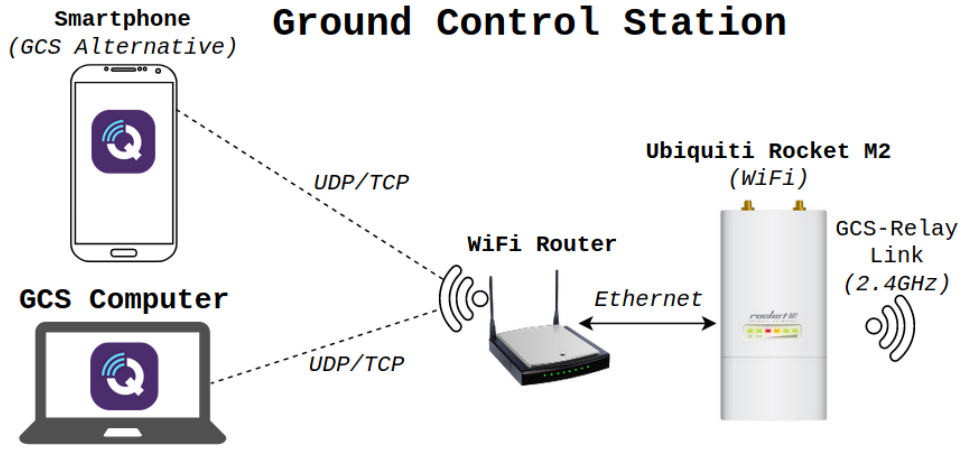 Ground Control Station
Smartphone
(GCS Alternative)
UDP/TCP
Ubiquiti Rocket M2
(WiFi)
WiFi Router
GCS-Relay
Link
(2.4GHz)
GCS Computer
Ethernet
UDP/TCP